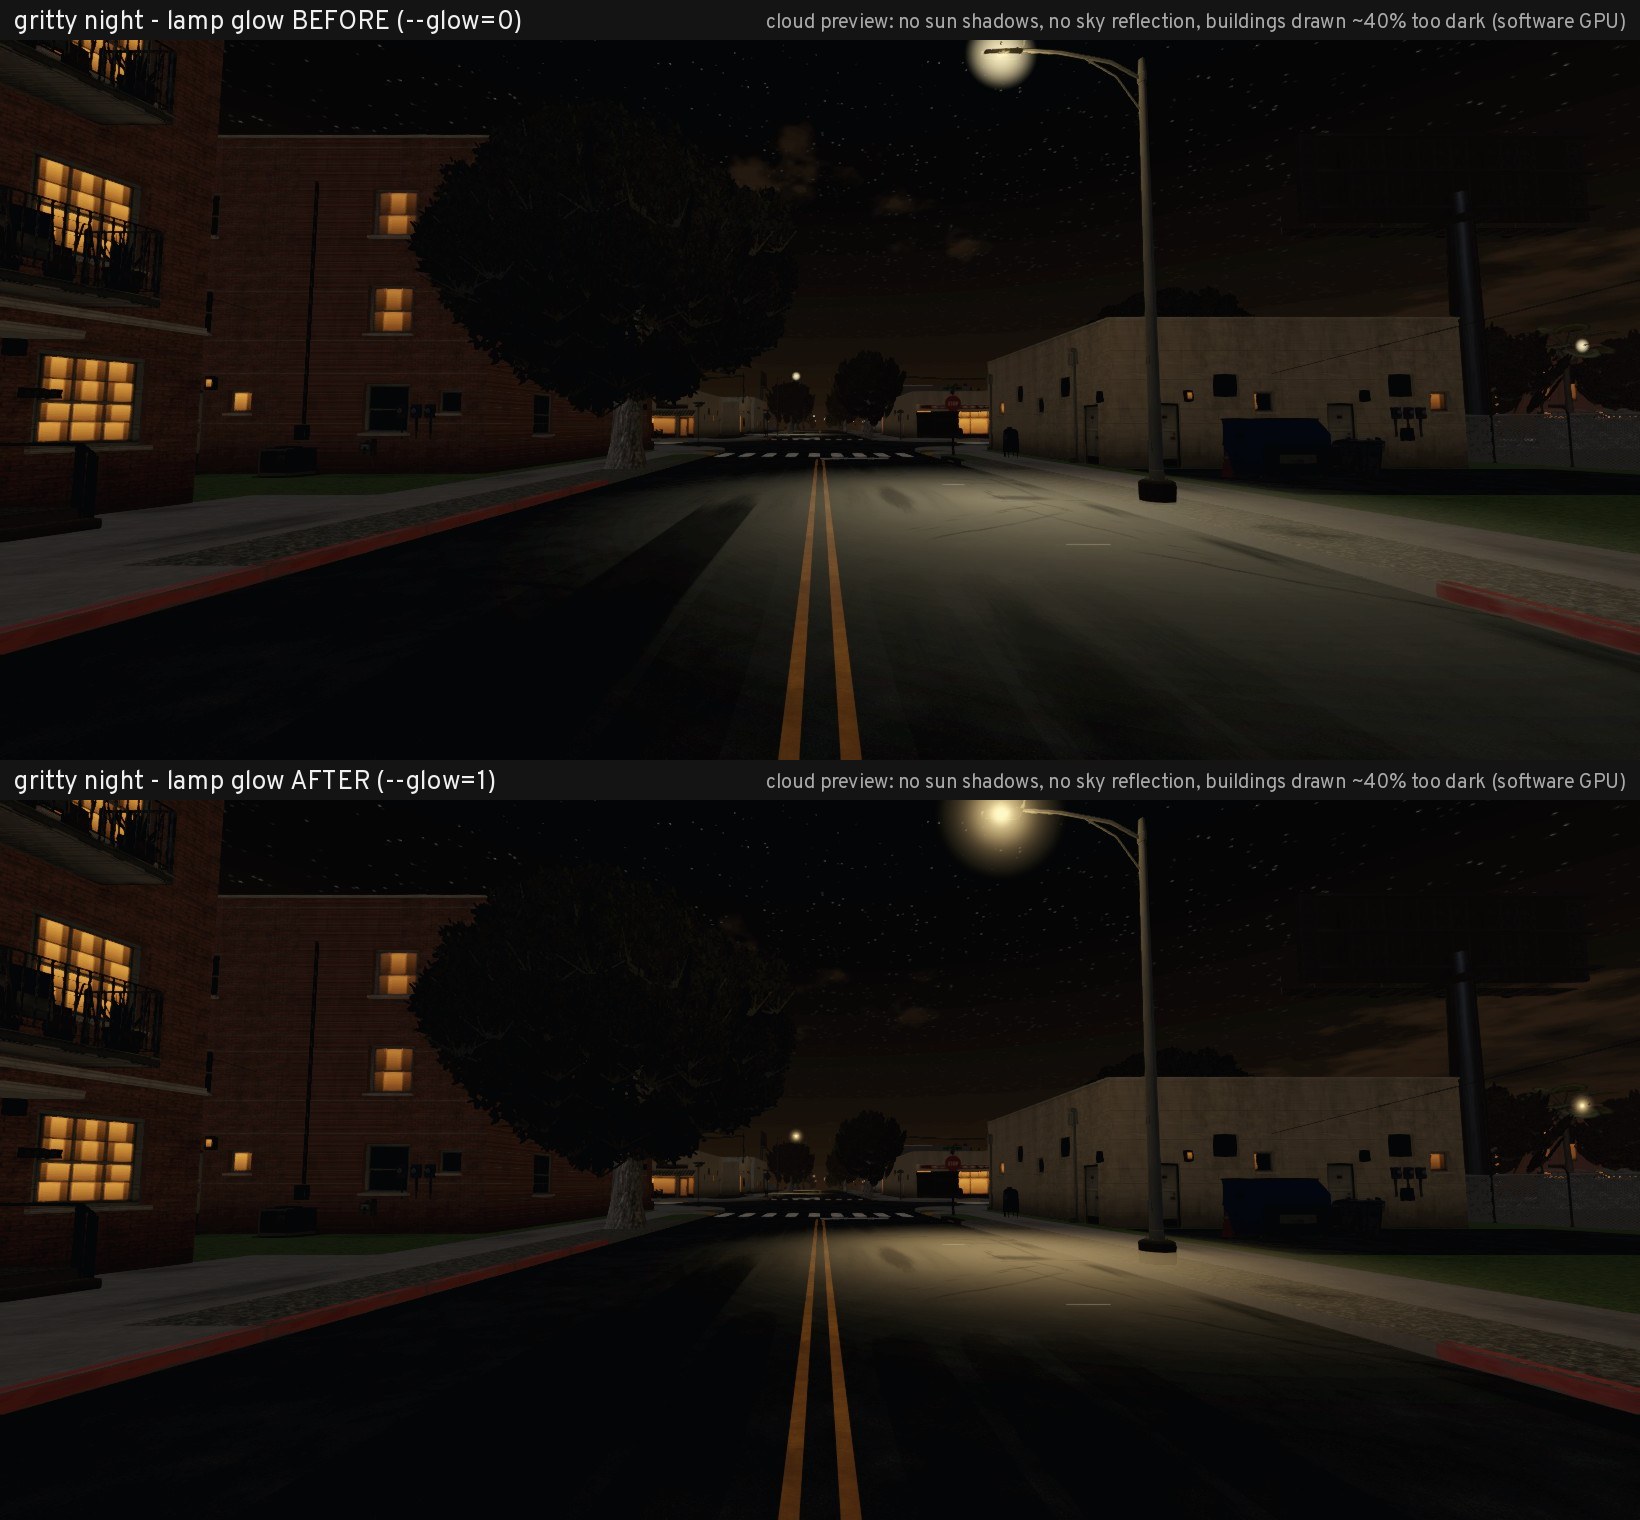 gritty night - lamp glow BEFORE (--glow=0)
cloud preview: no sun shadows, no sky reflection, buildings drawn ~40% too dark (software GPU)
gritty night - lamp glow AFTER (--glow=1)
cloud preview: no sun shadows, no sky reflection, buildings drawn ~40% too dark (software GPU)